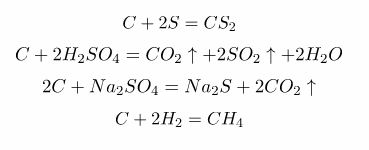 C + 2S = CS₂
C + 2H₂SO₄ = CO₂ ↑ +2SO₂ ↑ +2H₂O
2C + Na₂SO₄ = Na₂S + 2CO₂ ↑
C + 2H₂ = CH₄